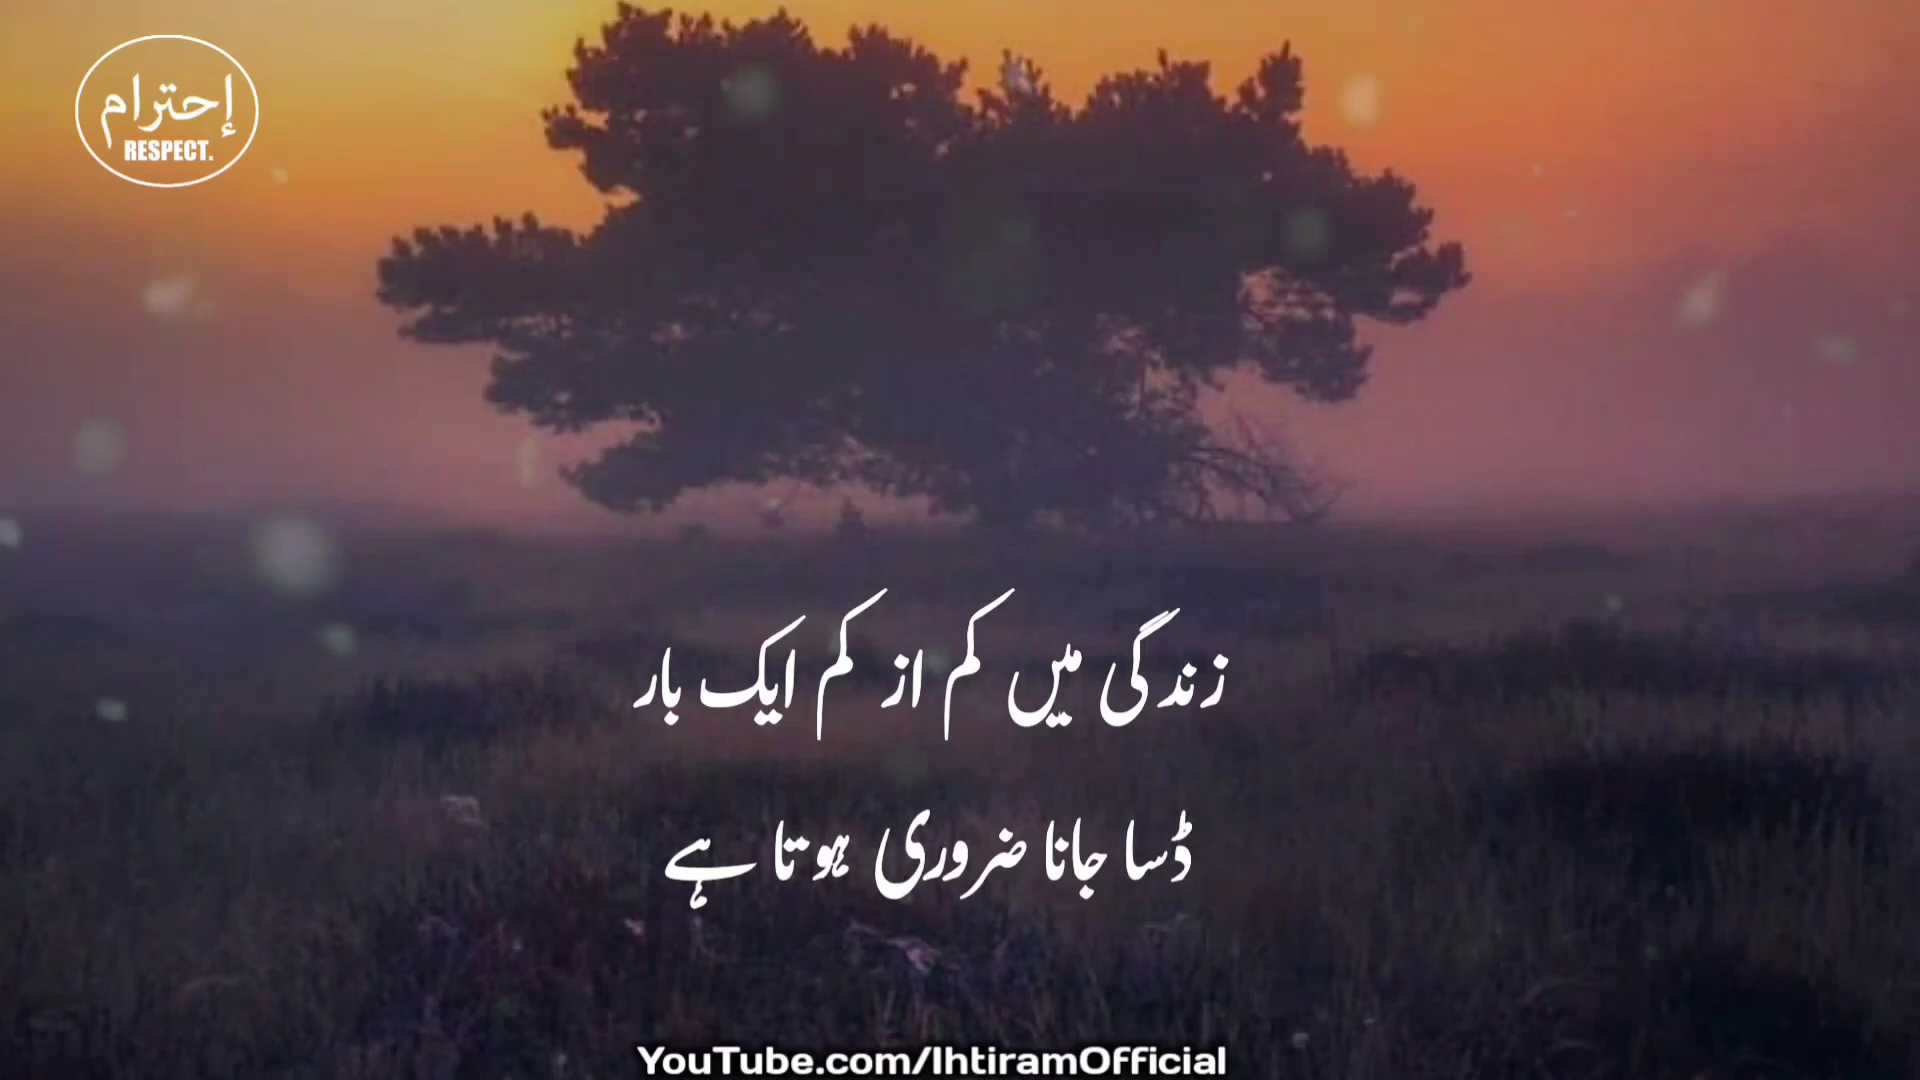 إحترام
RESPECT.
زندگی میں کم از کم ایک بار
ڈسا جانا ضروری ہوتا ہے
YouTube.com/IhtiramOfficial